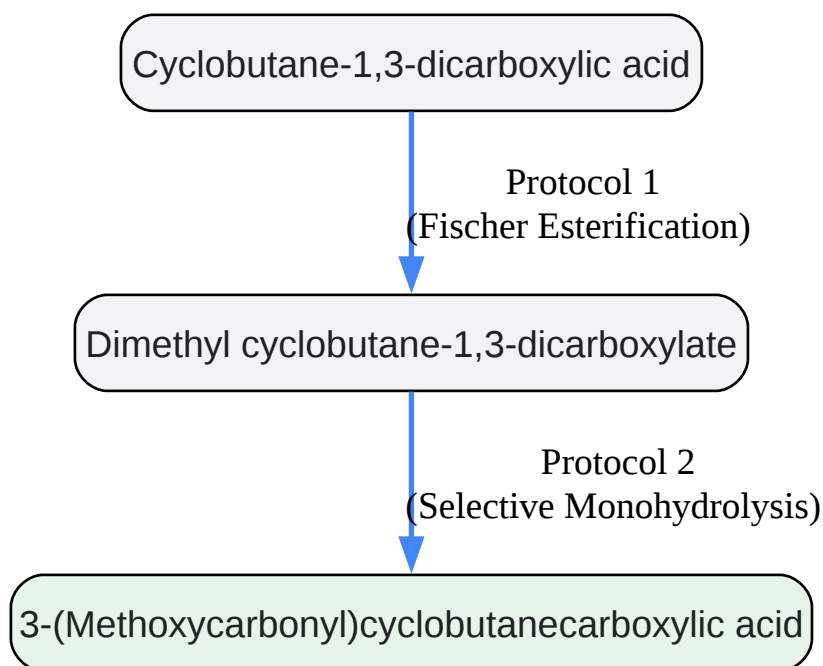 Cyclobutane-1,3-dicarboxylic acid
Protocol 1
(Fischer Esterification)
Dimethyl cyclobutane-1,3-dicarboxylate
Protocol 2
(Selective Monohydrolysis)
3-(Methoxycarbonyl)cyclobutanecarboxylic acid